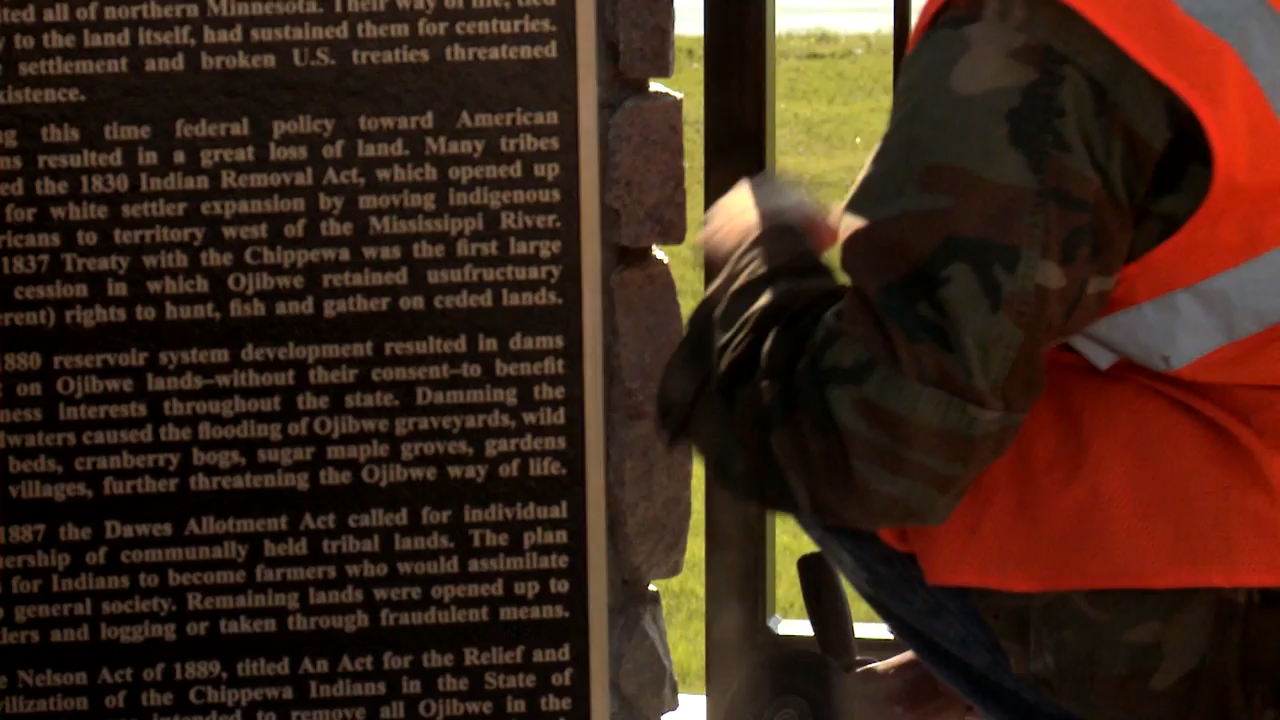 ted all of northern Minnesota. Their way of life, tied
to the land itself, had sustained them for centuries.
settlement and broken U.S. treaties threatened
xistence.
ng this time federal policy toward American
ns resulted in a great loss of land. Many tribes
ed the 1830 Indian Removal Act, which opened up
for white settler expansion by moving indigenous
ricans to territory west of the Mississippi River.
1837 Treaty with the Chippewa was the first large
cession in which Ojibwe retained usufructuary
erent) rights to hunt, fish and gather on ceded lands.
880 reservoir system development resulted in dams
on Ojibwe lands–without their consent–to benefit
ness interests throughout the state. Damming the
dwaters caused the flooding of Ojibwe graveyards, wild
beds, cranberry bogs, sugar maple groves, gardens
villages, further threatening the Ojibwe way of life.
1887 the Dawes Allotment Act called for individual
nership of communally held tribal lands. The plan
for Indians to become farmers who would assimilate
general society. Remaining lands were opened up to
lers and logging or taken through fraudulent means.
e Nelson Act of 1889, titled An Act for the Relief and
vilization of the Chippewa Indians in the State of
intended to remove all Ojibwe in the